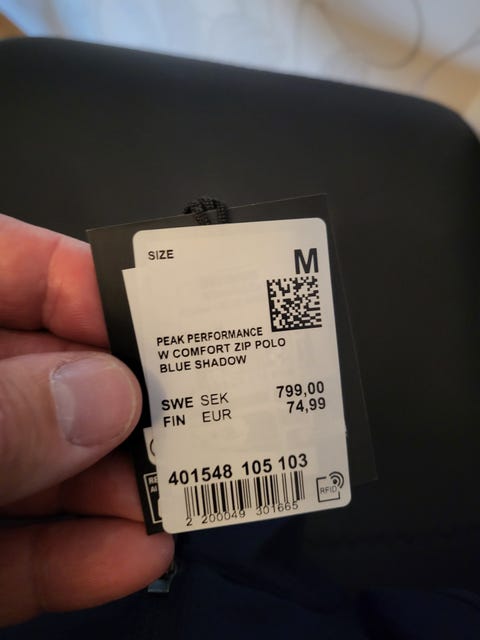 SIZE
M
PEAK PERFORMANCE
W COMFORT ZIP POLO
BLUE SHADOW
SWE SEK 799,00
FIN EUR 74,99
401548 105 103
RFID
2 200049 301665